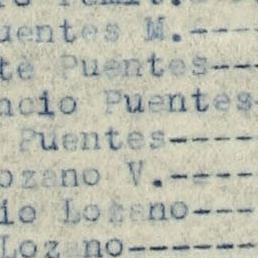 uentes M.----
te Puentes---
ncio Puentes-
Puentes-----
ozano V.----
io Lozano---
Lozano------